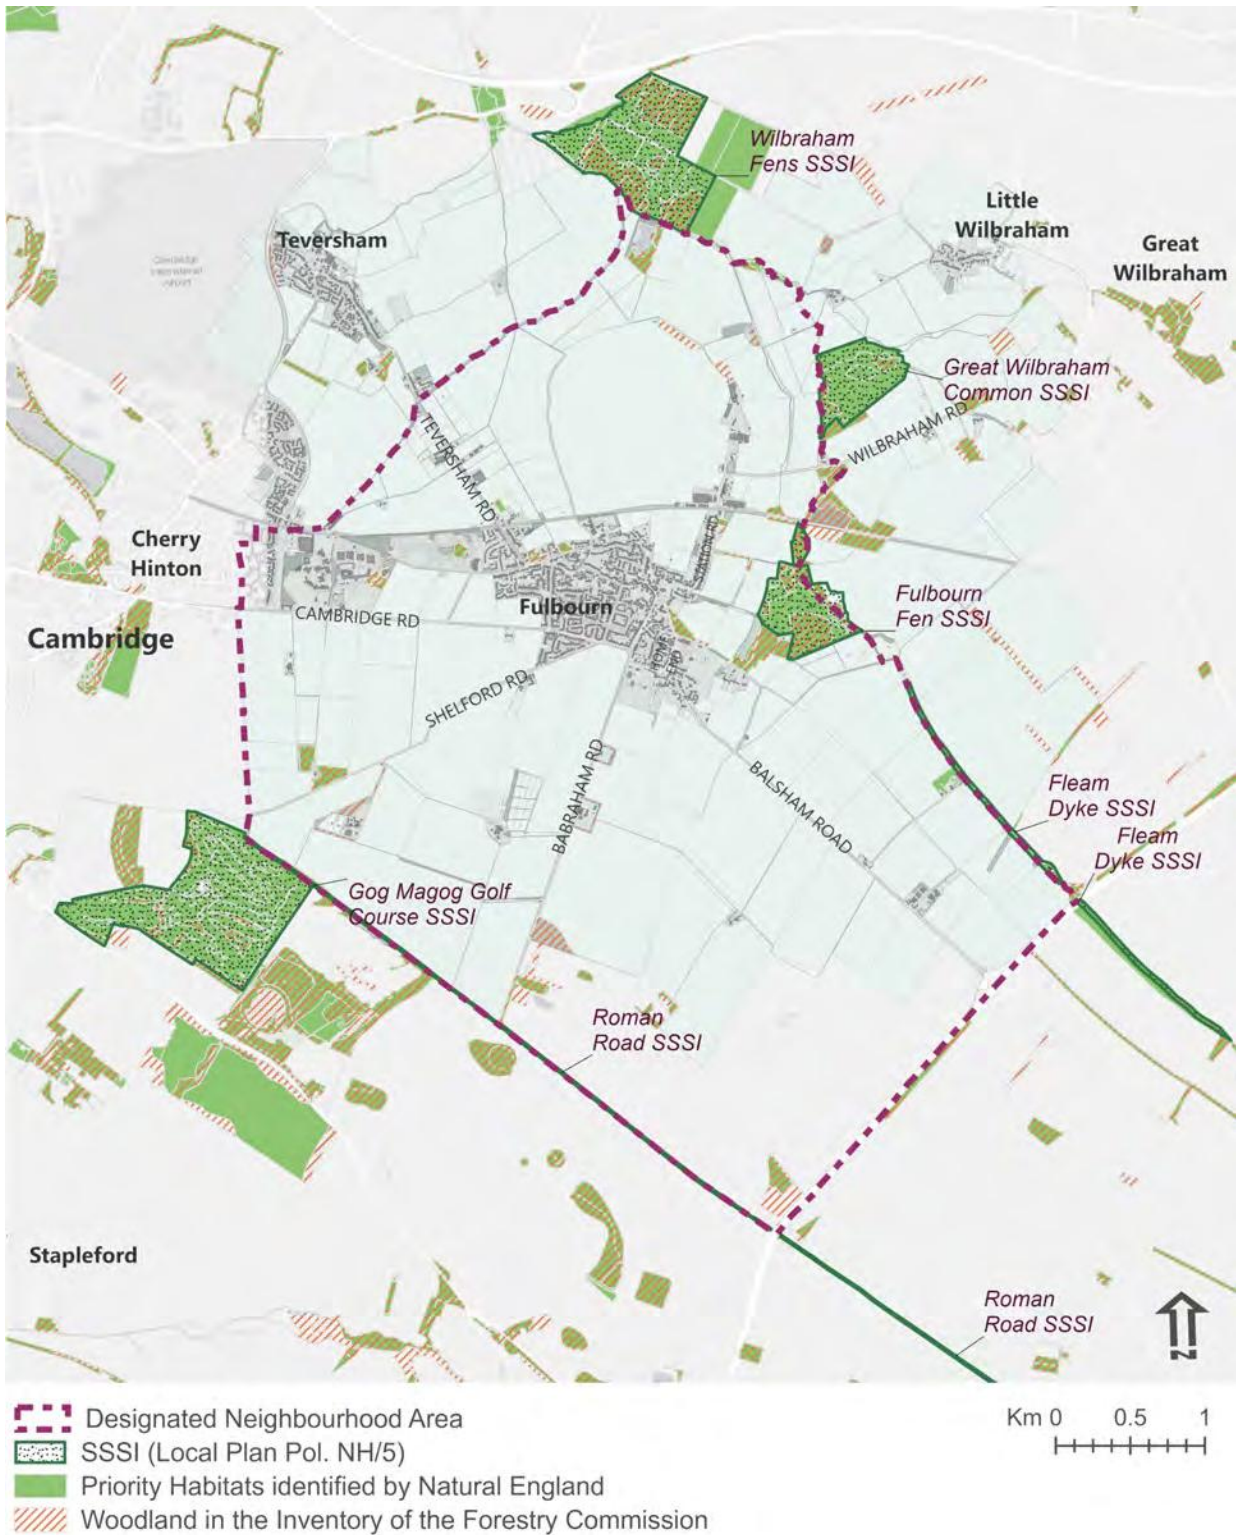 Wilbraham
Fens SSSI
Little
Wilbraham
Great
Wilbraham
Teversham
Great Wilbraham
Common SSSI
TEVERSHAM RD
WILBRAHAM RD
Cherry
Hinton
STATION RD
Fulbourn
Fulbourn
Fen SSSI
CAMBRIDGE RD
Cambridge
HOME
END
SHELFORD RD
BABRAHAM RD
BALSHAM ROAD
Fleam
Dyke SSSI
Fleam
Dyke SSSI
Gog Magog Golf
Course SSSI
Roman
Road SSSI
Stapleford
Roman
Road SSSI
N
Designated Neighbourhood Area
SSSI (Local Plan Pol. NH/5)
Priority Habitats identified by Natural England
Woodland in the Inventory of the Forestry Commission
Km 0 0.5 1